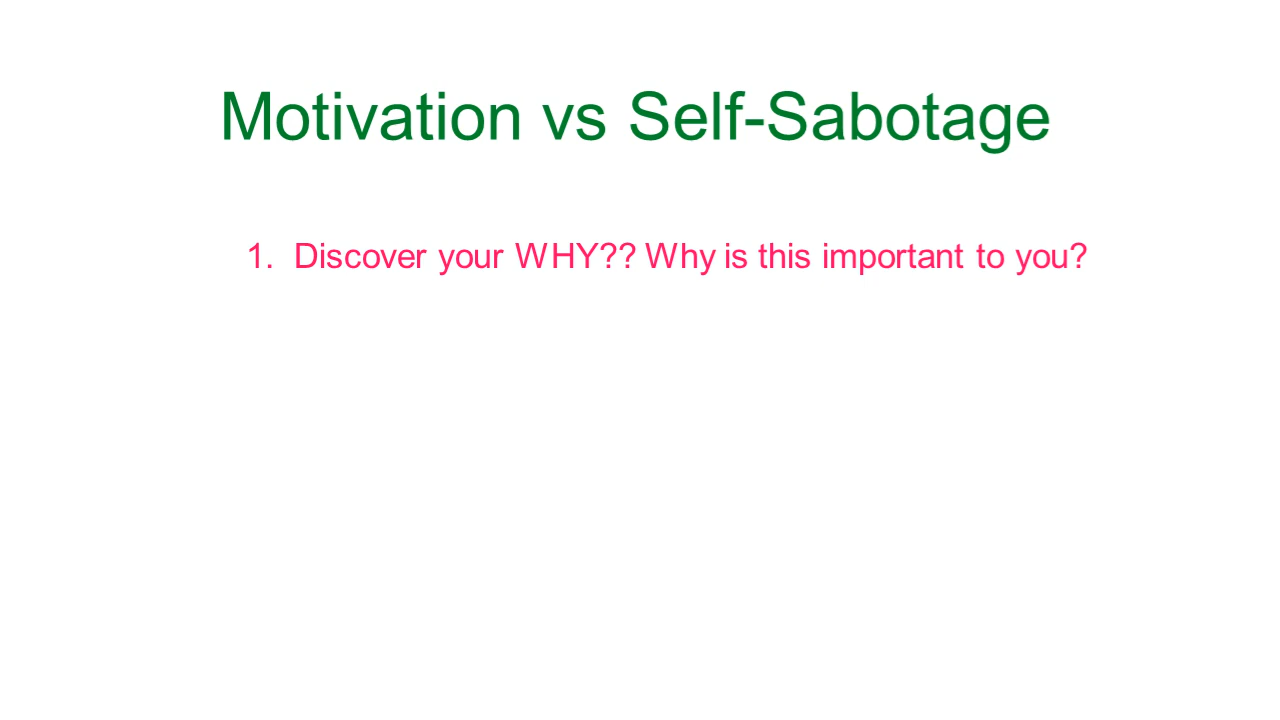 Motivation vs Self-Sabotage
1. Discover your WHY?? Why is this important to you?